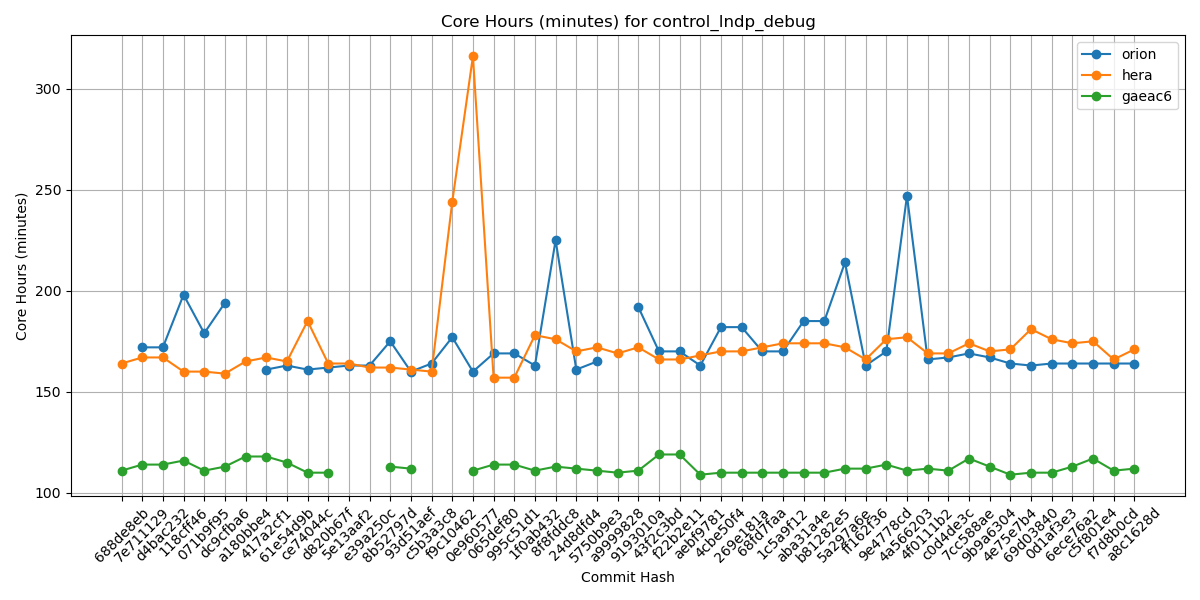 Core Hours (minutes) for control_lndp_debug
orion
hera
gaeac6
Core Hours (minutes)
300
250
200
150
100
688de8eb
7e711129
d4bac232
118cff46
071b9f95
dc9cfba6
a180bbe4
417a2cf1
61e54d9b
ce74044c
d820b67f
5e13aaf2
e39a250c
8b52797d
93d51aef
c5b3a3c8
f9c10462
0e960577
065def80
995c51d1
1f0ab432
8f8fdfdc8
24d8dfd4
5750b9e3
a9999828
9193010a
43f253bd
f22b2e11
aebf9781
4cbe50f4
269e181a
68fd7faa
1c5a9f12
aba31a4e
b81282e5
5a297a6e
ff162f36
9e4778cd
4a566203
4f011b2
c0d4de3c
7cc588ae
9b9a6304
4e75e7b4
69d03840
0d1af3e3
6ece76a2
c5f801e4
f7d8b0cd
a8c1628d
Commit Hash